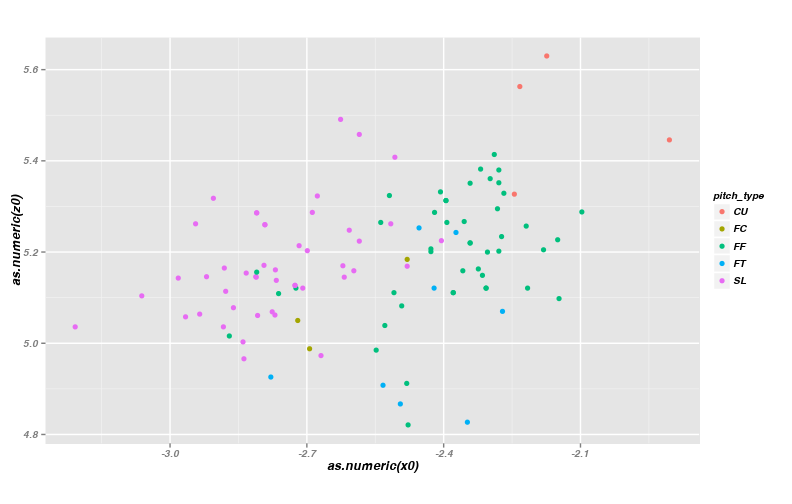 5.6
5.4
5.2
5.0
4.8
as.numeric(z0)
-3.0 -2.7 -2.4 -2.1
as.numeric(x0)
pitch_type
CU
FC
FF
FT
SL